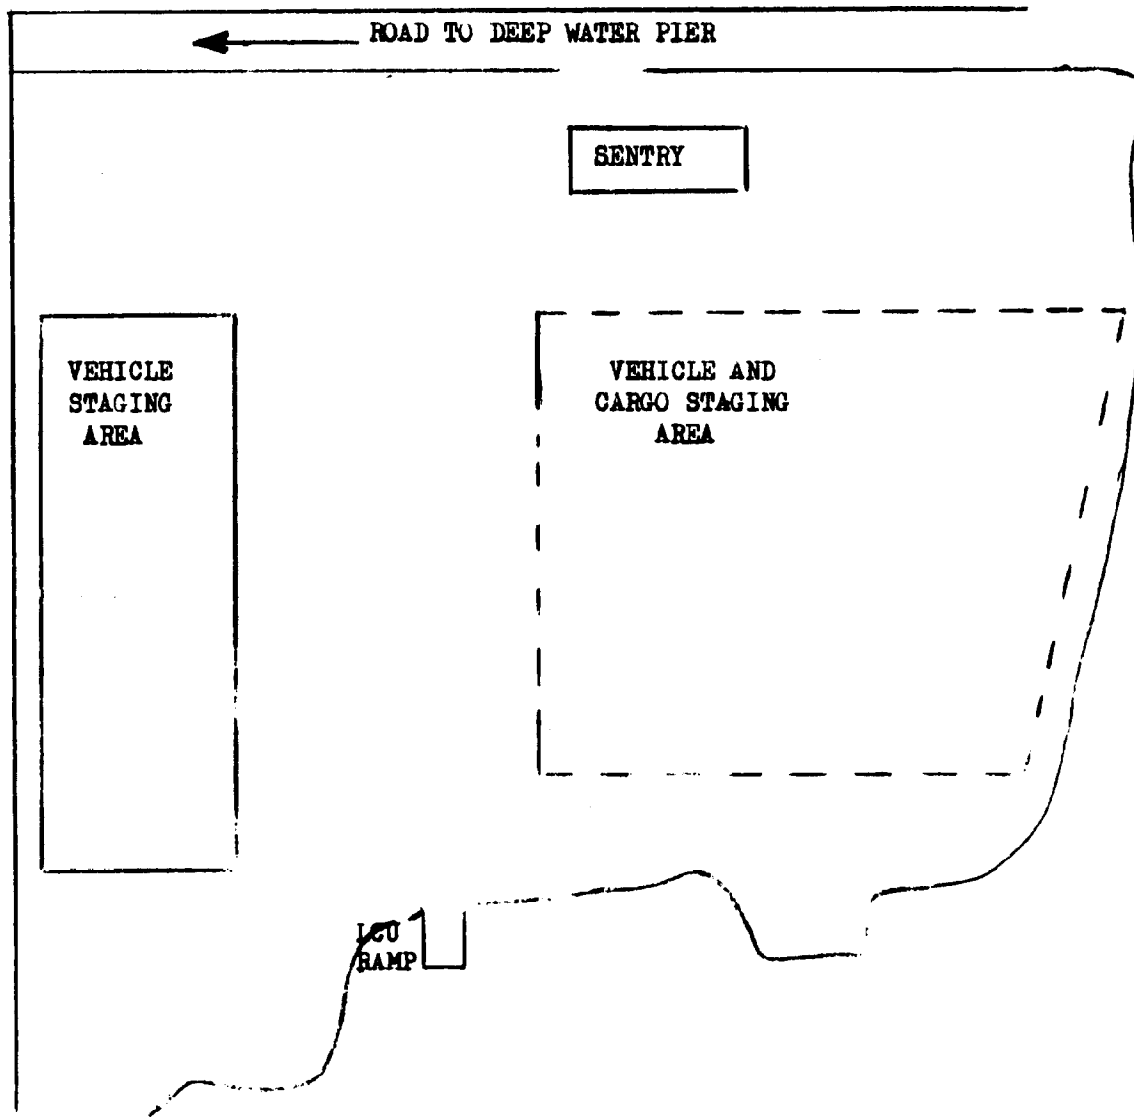 ROAD TO DEEP WATER PIER
SENTRY
VEHICLE
STAGING
AREA
VEHICLE AND
CARGO STAGING
AREA
LCU
RAMP